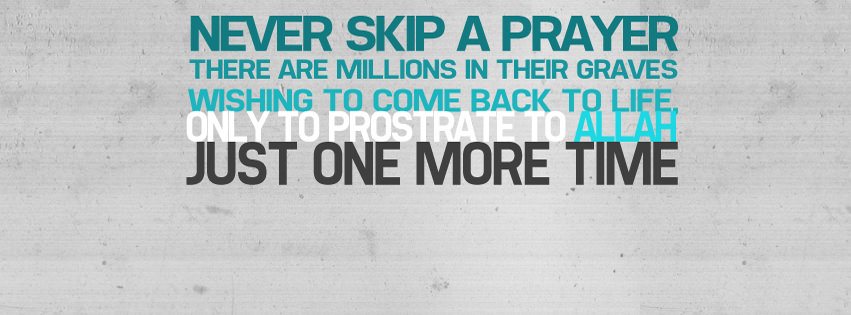 NEVER SKIP A PRAYER
THERE ARE MILLIONS IN THEIR GRAVES
WISHING TO COME BACK TO LIFE,
ONLY TO PROSTRATE TO ALLAH
JUST ONE MORE TIME